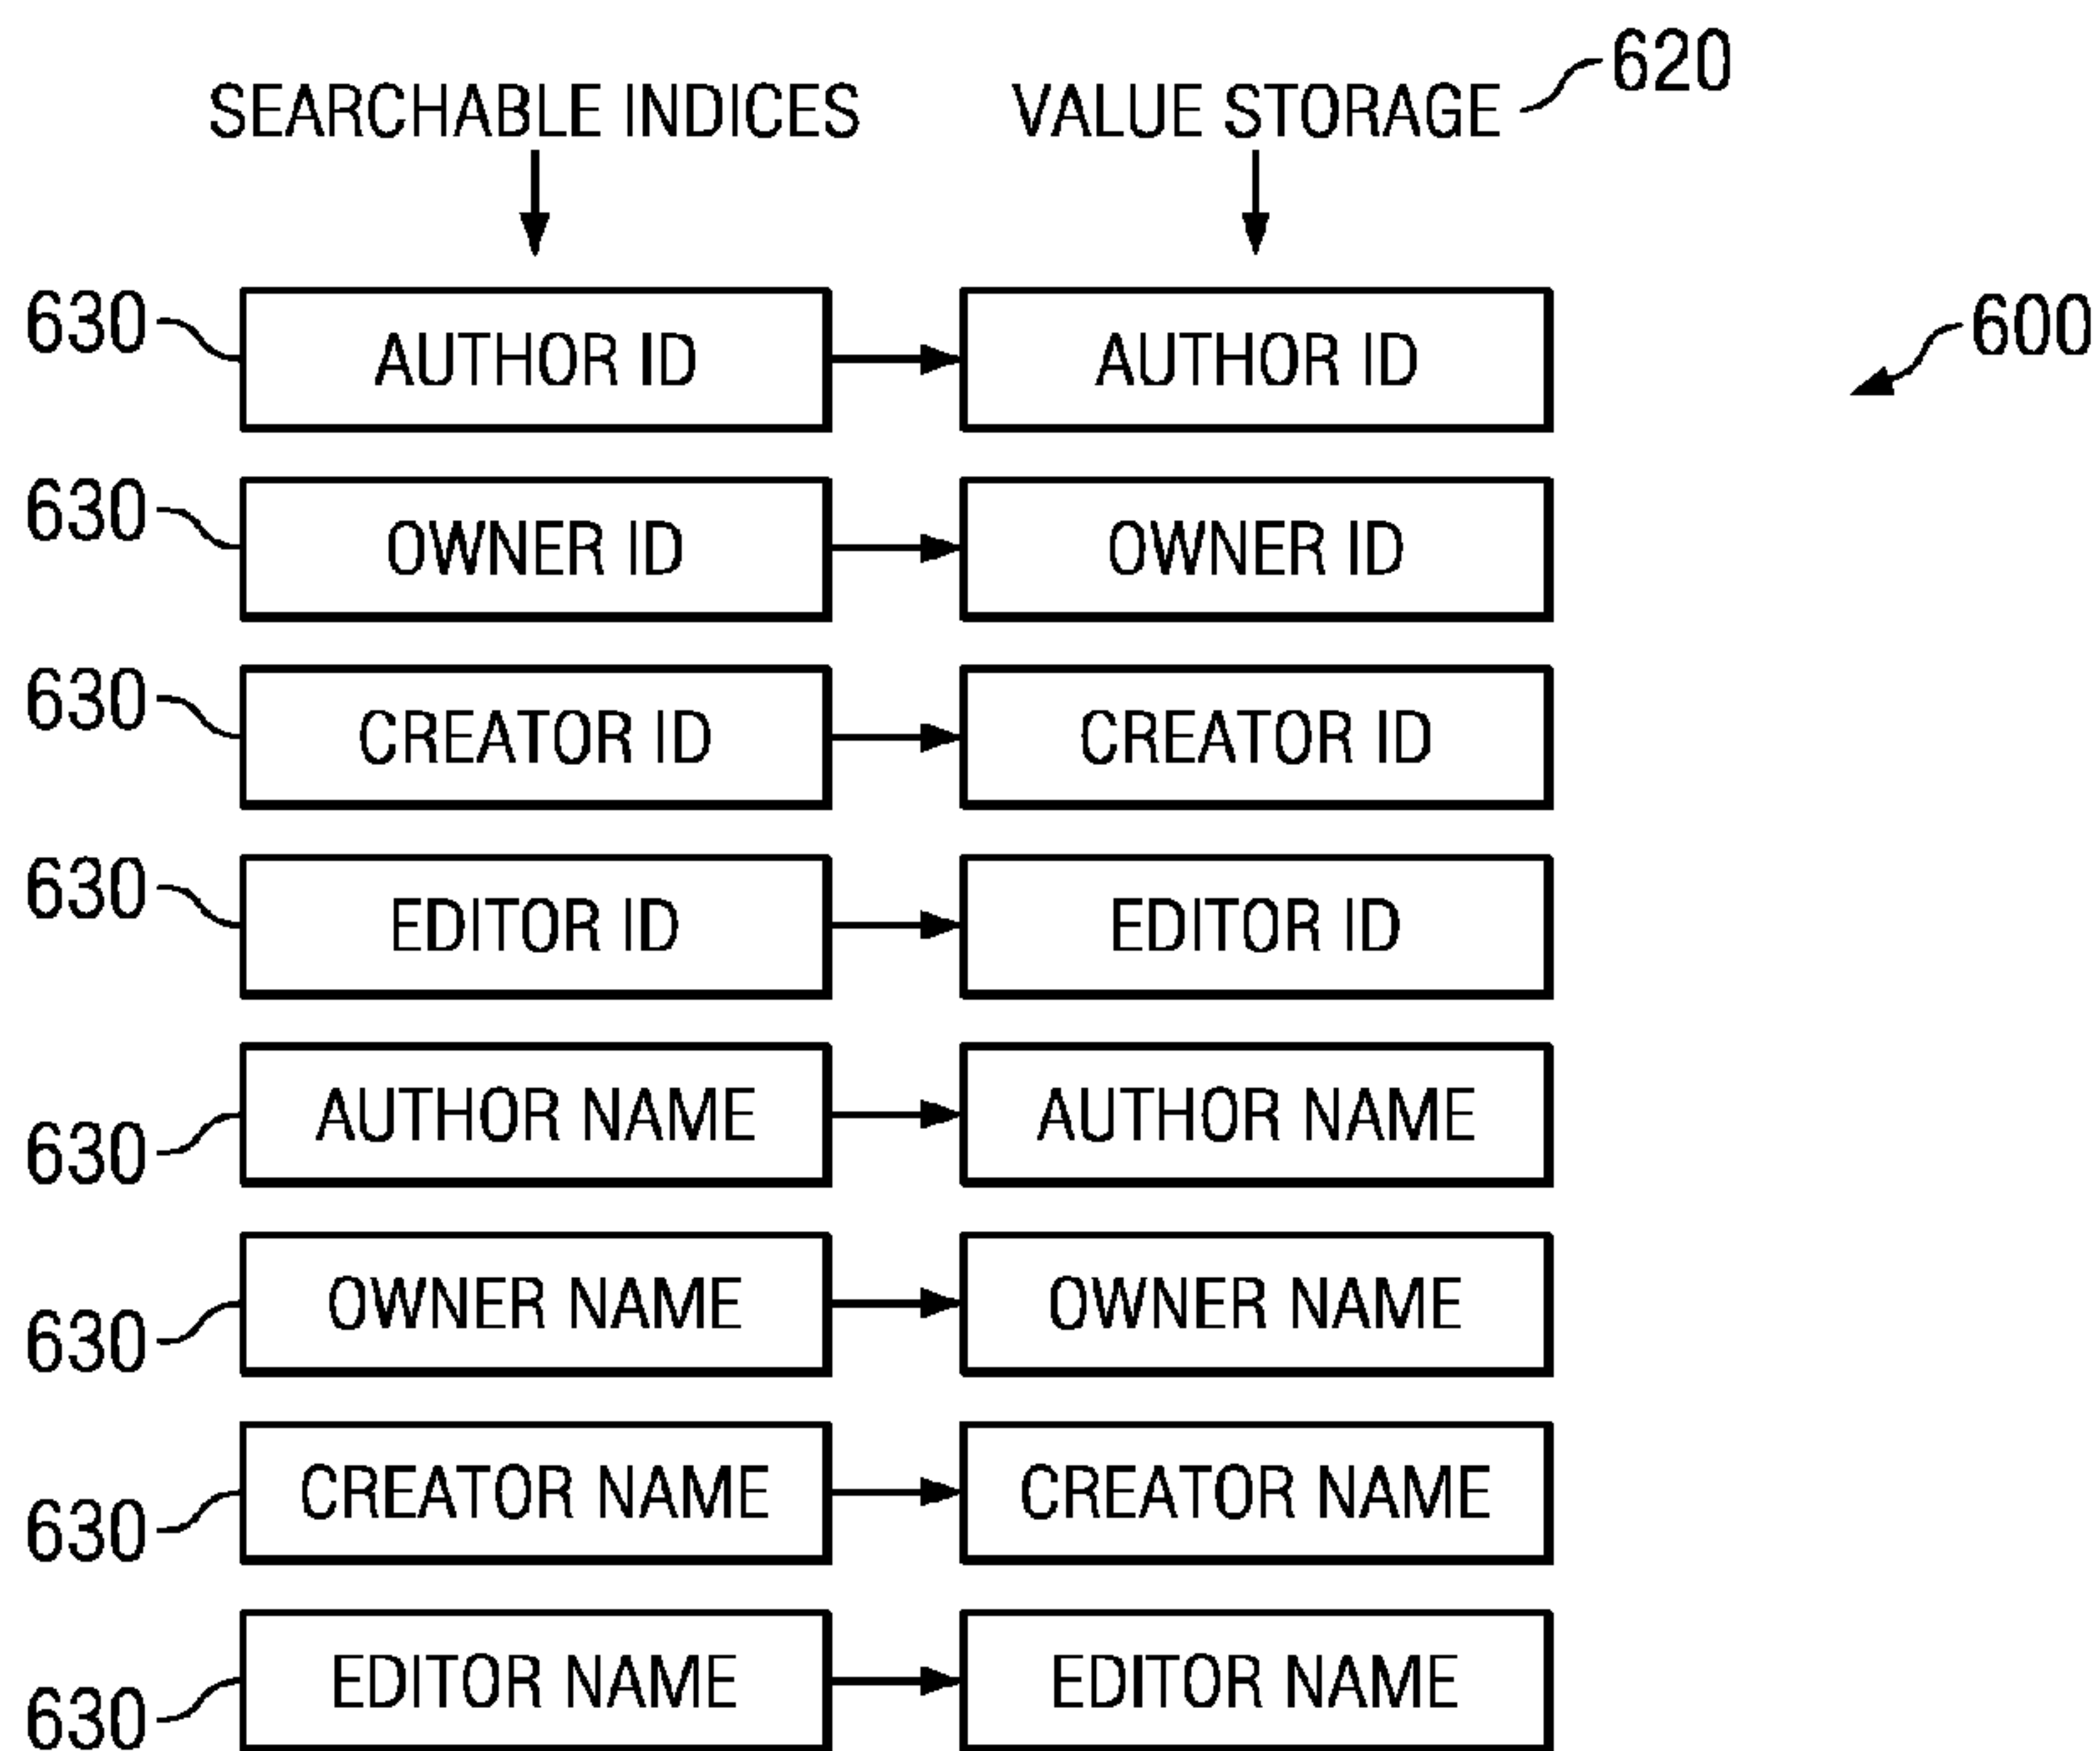 620
SEARCHABLE INDICES VALUE STORAGE
630 AUTHOR ID AUTHOR ID 600
630 OWNER ID OWNER ID
630 CREATOR ID CREATOR ID
630 EDITOR ID EDITOR ID
630 AUTHOR NAME AUTHOR NAME
630 OWNER NAME OWNER NAME
630 CREATOR NAME CREATOR NAME
630 EDITOR NAME EDITOR NAME